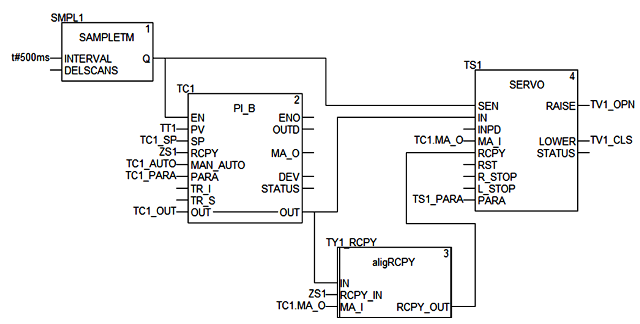 SMPL1
1
SAMPLETM
t#500ms INTERVAL Q
DELSCANS
TC1
2
PI_B
EN ENO
TT1 PV OUTD
TC1_SP SP
ZS1 RCPY MA_O
TC1_AUTO MAN_AUTO
TC1_PARA PARA DEV
TR_I STATUS
TR_S
TC1_OUT OUT OUT
TS1
4
SERVO
SEN RAISE TV1_OPN
IN
INPD
TC1.MA_O MA_I LOWER TV1_CLS
RCPY STATUS
RST
R_STOP
L_STOP
TS1_PARA PARA
TY1_RCPY
3
aligRCPY
IN
ZS1 RCPY_IN
TC1.MA_O MA_I RCPY_OUT